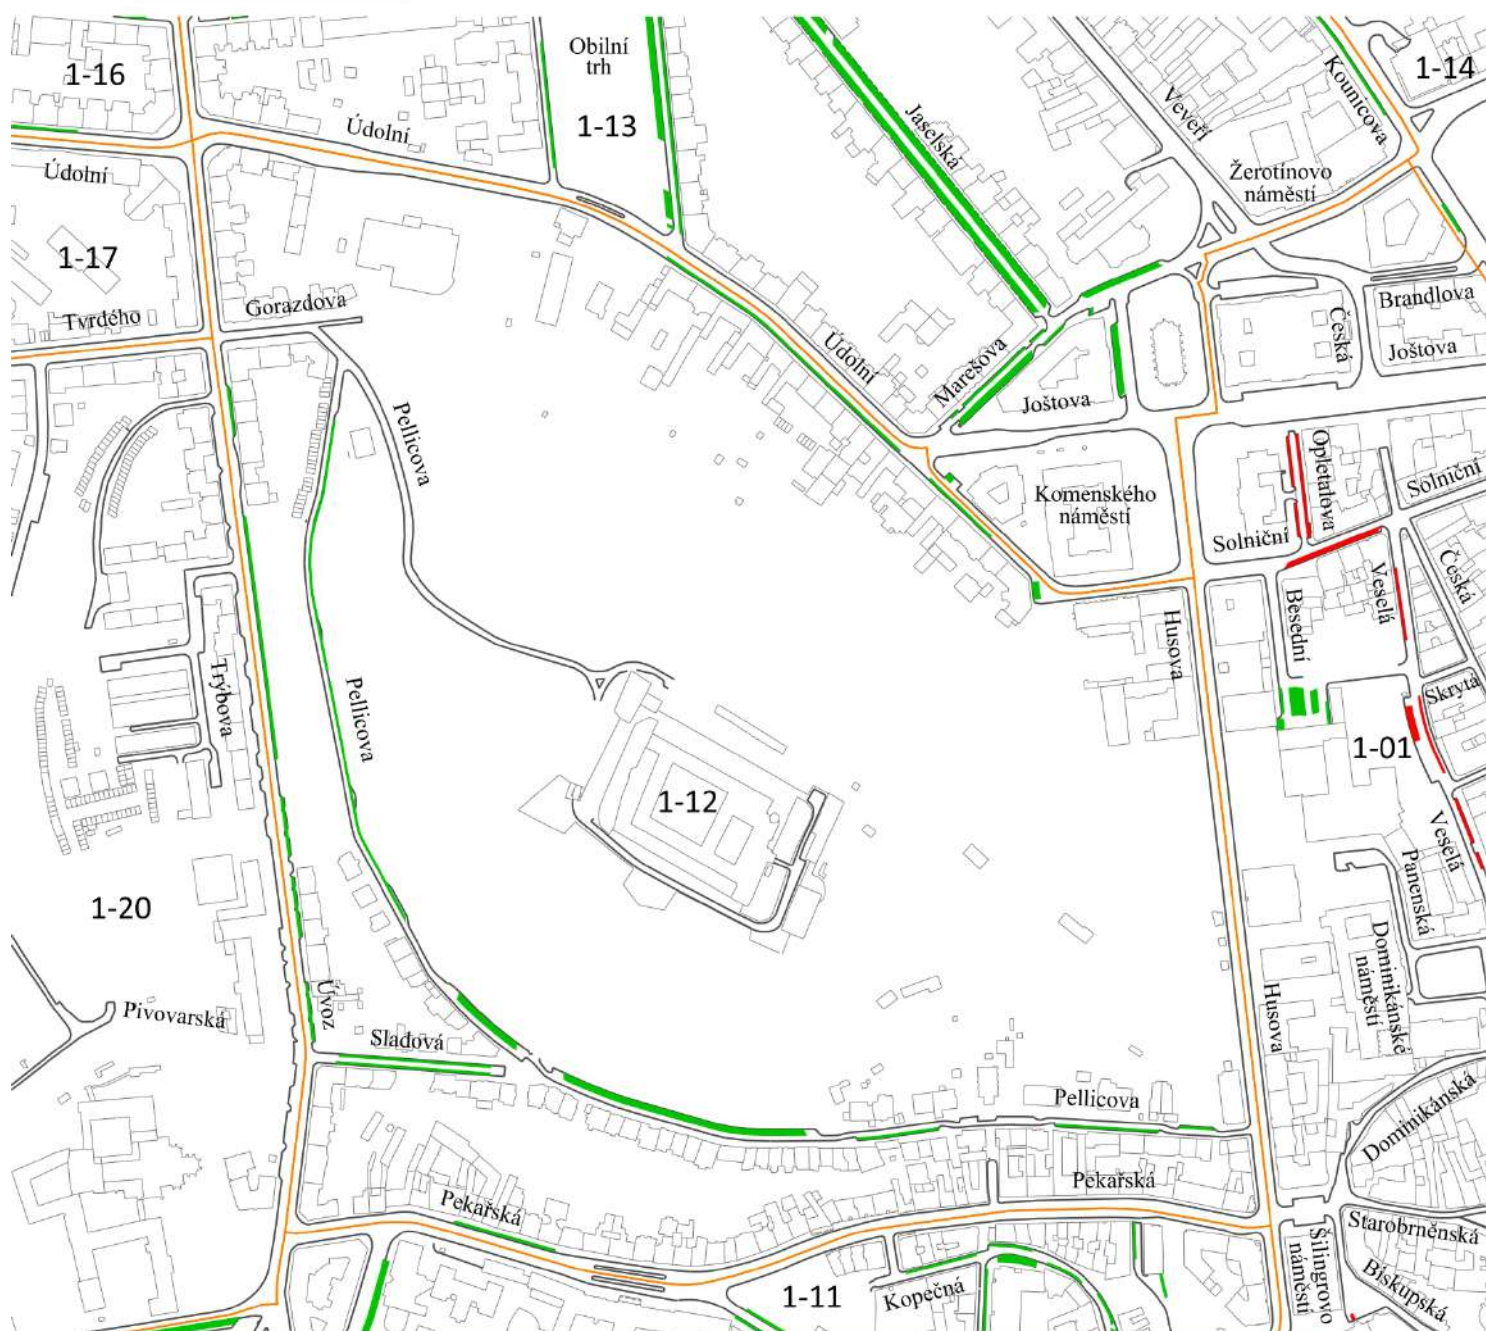 Obilní
trh
1-16
1-14
Kounicova
Veveří
Jaselská
1-13
Údolní
Údolní
Žerotínovo
náměstí
1-17
Tvrdého
Gorazdova
Brandlova
Česká
Joštova
Údolní
Marešova
Joštova
Pellicova
Opletalova
Solniční
Komenského
náměstí
Solniční
Česká
Veselá
Besední
Husova
Trýbova
Pellicova
Skrytá
1-01
1-12
Veselá
Panenská
1-20
Dominikánské
náměstí
Husova
Úvoz
Pivovarská
Sladová
Pellicova
Dominikánská
Pekařská
Pekařská
Starobrněnská
Šilingrovo
náměstí
Biskupská
Kopečná
1-11